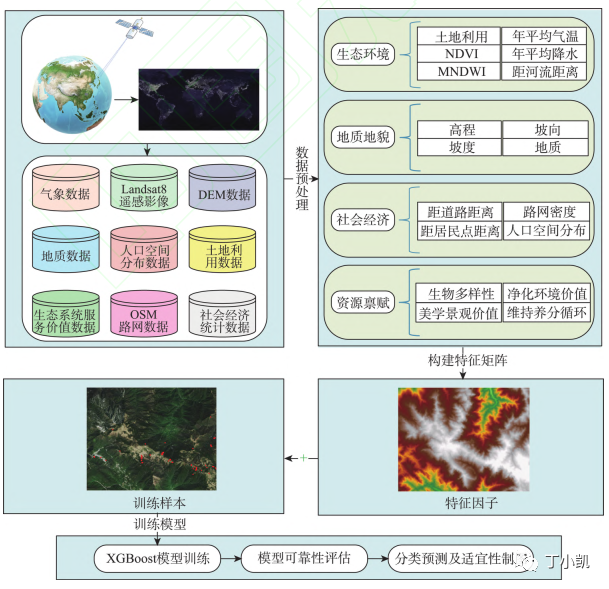 气象数据
Landsat8
遥感影像
DEM数据
地质数据
人口空间
分布数据
土地利
用数据
生态系统服
务价值数据
OSM
路网数据
社会经济
统计数据
数据预处理
生态环境
土地利用
年平均气温
NDVI
年平均降水
MNDWI
距河流距离
地质地貌
高程
坡向
坡度
地质
社会经济
距道路距离
路网密度
距居民点距离
人口空间分布
资源禀赋
生物多样性
净化环境价值
美学景观价值
维持养分循环
构建特征矩阵
特征因子
+
训练样本
训练模型
XGBoost模型训练
模型可靠性评估
分类预测及适宜性制
丁小凯